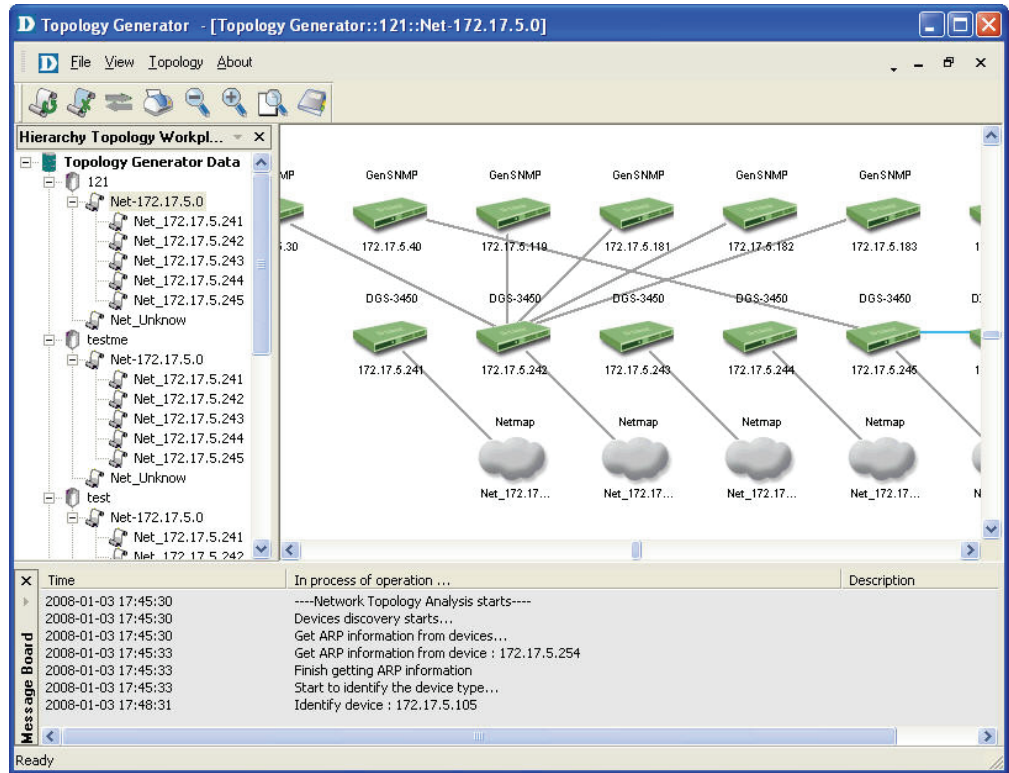 Topology Generator - [Topology Generator::121::Net-172.17.5.0]
File View Topology About
Hierarchy Topology Workpl...
Topology Generator Data
121
Net-172.17.5.0
Net_172.17.5.241
Net_172.17.5.242
Net_172.17.5.243
Net_172.17.5.244
Net_172.17.5.245
Net_Unknow
testme
Net-172.17.5.0
Net_172.17.5.241
Net_172.17.5.242
Net_172.17.5.243
Net_172.17.5.244
Net_172.17.5.245
Net_Unknow
test
Net-172.17.5.0
Net_172.17.5.241
Net_172.17.5.242
MP GenSNMP GenSNMP GenSNMP GenSNMP GenSNMP
.30 172.17.5.40 172.17.5.119 172.17.5.181 172.17.5.182 172.17.5.183 1
DGS-3450 DGS-3450 DGS-3450 DGS-3450 DGS-3450 D
172.17.5.241 172.17.5.242 172.17.5.243 172.17.5.244 172.17.5.245 1
Netmap Netmap Netmap Netmap
Net_172.17... Net_172.17... Net_172.17... Net_172.17... N
Message Board
Time In process of operation ... Description
2008-01-03 17:45:30 ----Network Topology Analysis starts----
2008-01-03 17:45:30 Devices discovery starts...
2008-01-03 17:45:30 Get ARP information from devices...
2008-01-03 17:45:33 Get ARP information from device : 172.17.5.254
2008-01-03 17:45:33 Finish getting ARP information
2008-01-03 17:45:33 Start to identify the device type...
2008-01-03 17:48:31 Identify device : 172.17.5.105
Ready